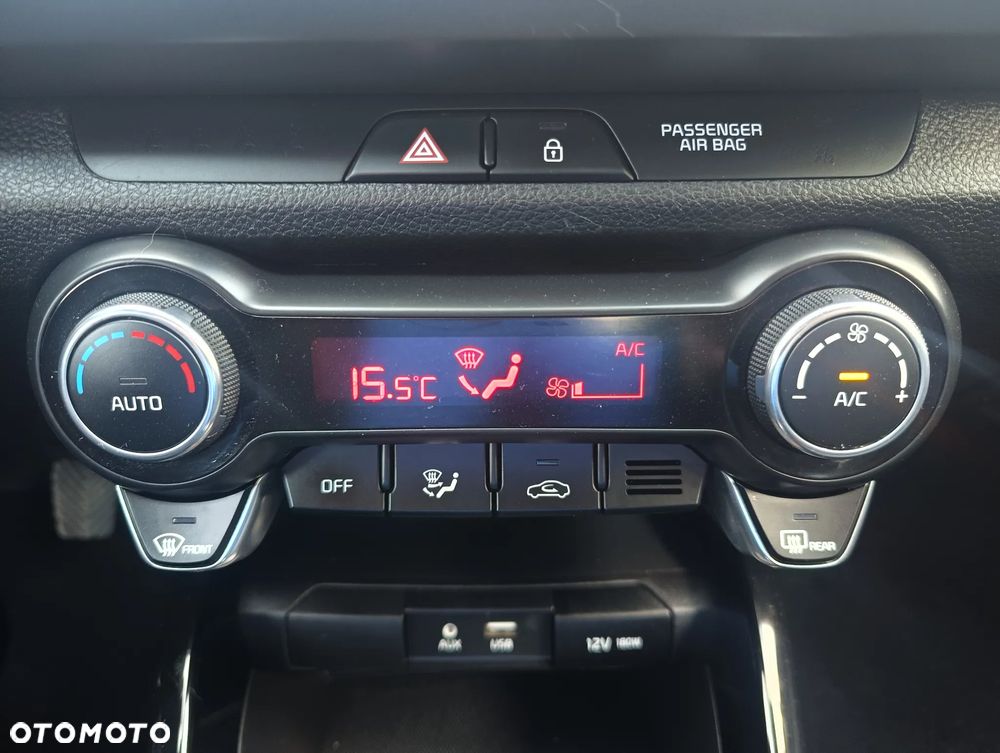 PASSENGER
AIR BAG
A/C
15.5°C
AUTO
A/C
- +
OFF
FRONT
REAR
AUX USB 12V 180W
OTOMOTO